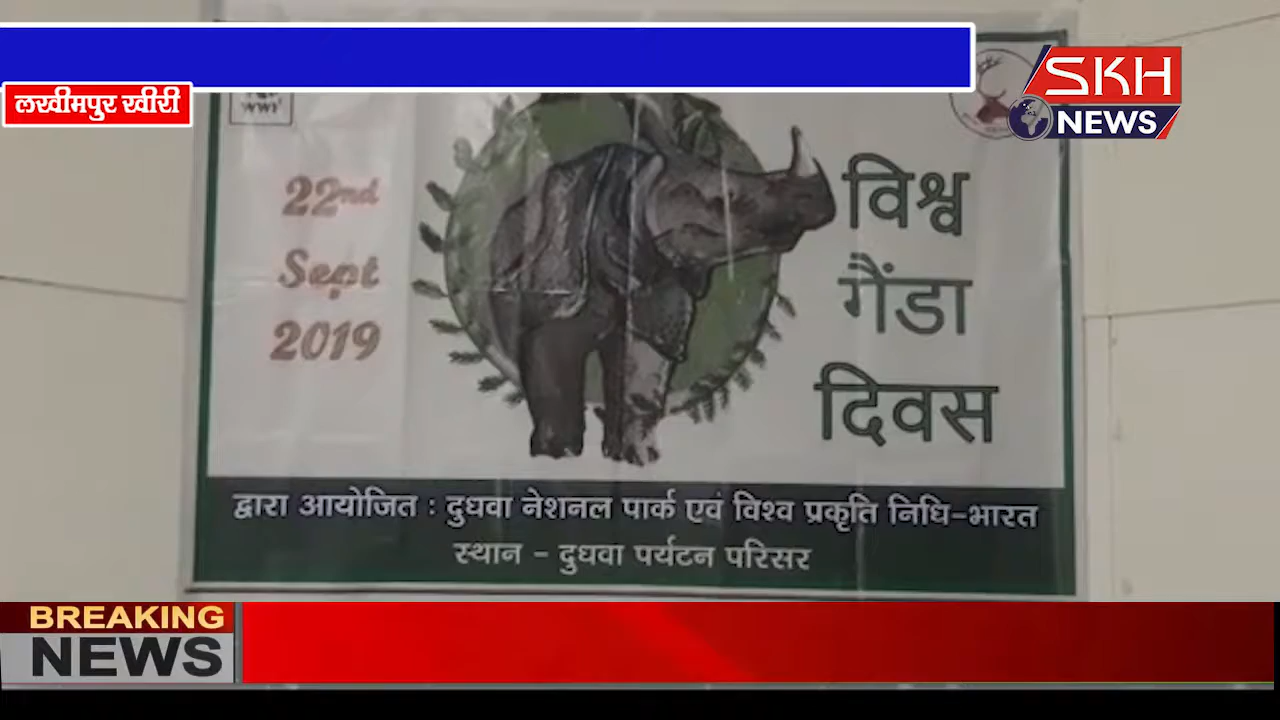 लखीमपुर खीरी
SKH
NEWS
WWF
22nd
Sept
2019
विश्व
गैंडा
दिवस
द्वारा आयोजित : दुधवा नेशनल पार्क एवं विश्व प्रकृति निधि-भारत
स्थान - दुधवा पर्यटन परिसर
BREAKING
NEWS